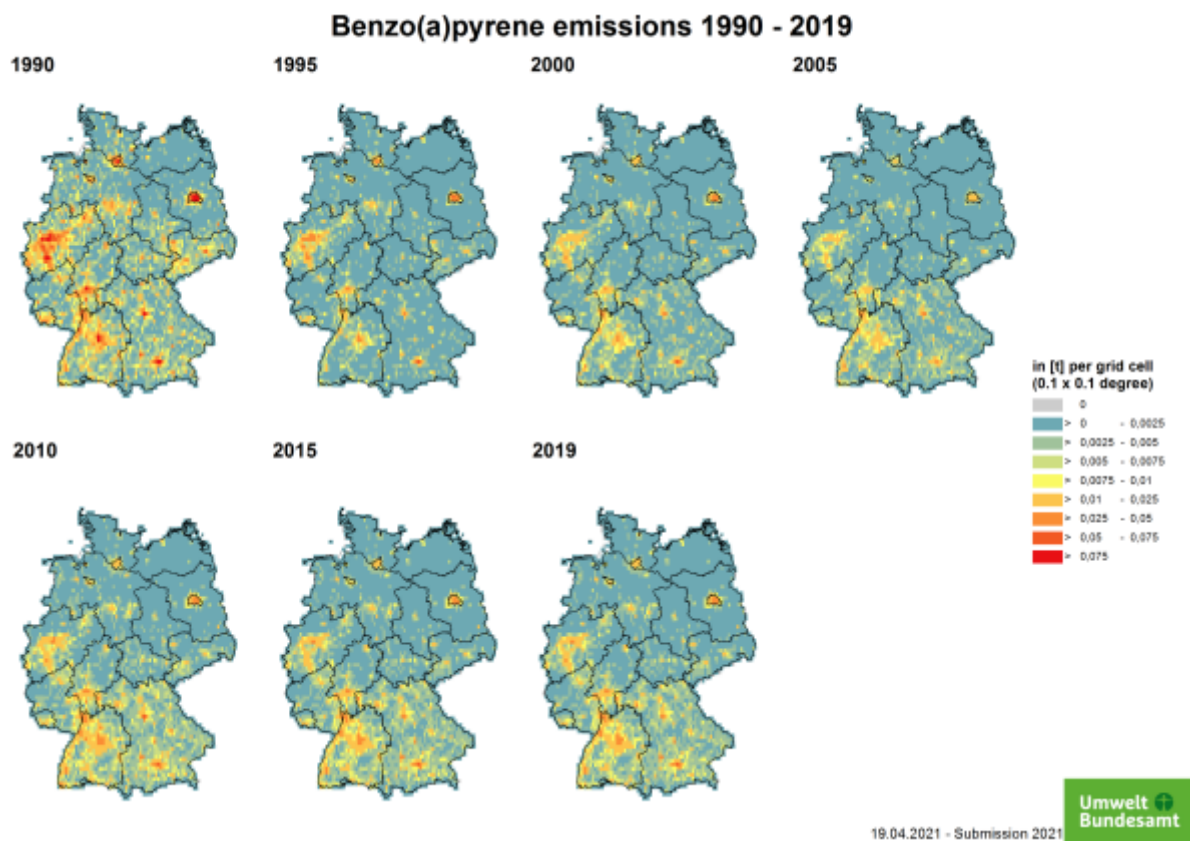 Benzo(a)pyrene emissions 1990 - 2019
1990
1995
2000
2005
in [t] per grid cell
(0.1 x 0.1 degree)
0
> 0 - 0,0025
> 0,0025 - 0,005
> 0,005 - 0,0075
> 0,0075 - 0,01
> 0,01 - 0,025
> 0,025 - 0,05
> 0,05 - 0,075
> 0,075
2010
2015
2019
Umwelt
Bundesamt
19.04.2021 - Submission 2021